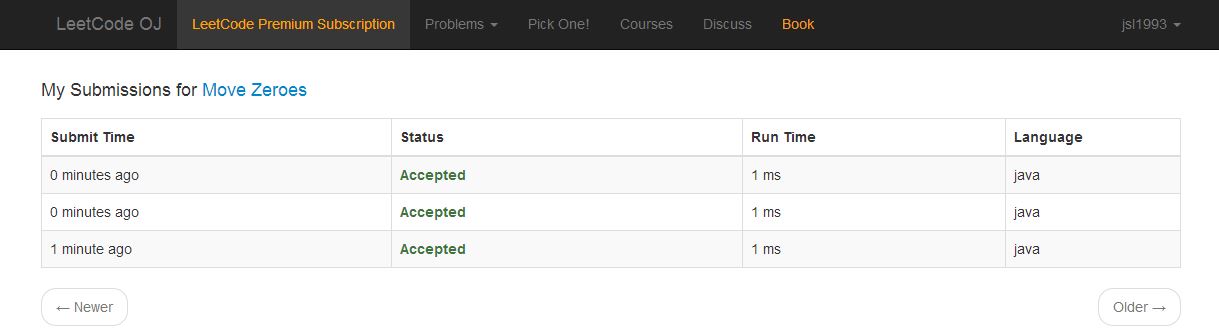 LeetCode OJ LeetCode Premium Subscription Problems Pick One! Courses Discuss Book jsl1993
My Submissions for Move Zeroes
Submit Time Status Run Time Language
0 minutes ago Accepted 1 ms java
0 minutes ago Accepted 1 ms java
1 minute ago Accepted 1 ms java
← Newer Older →